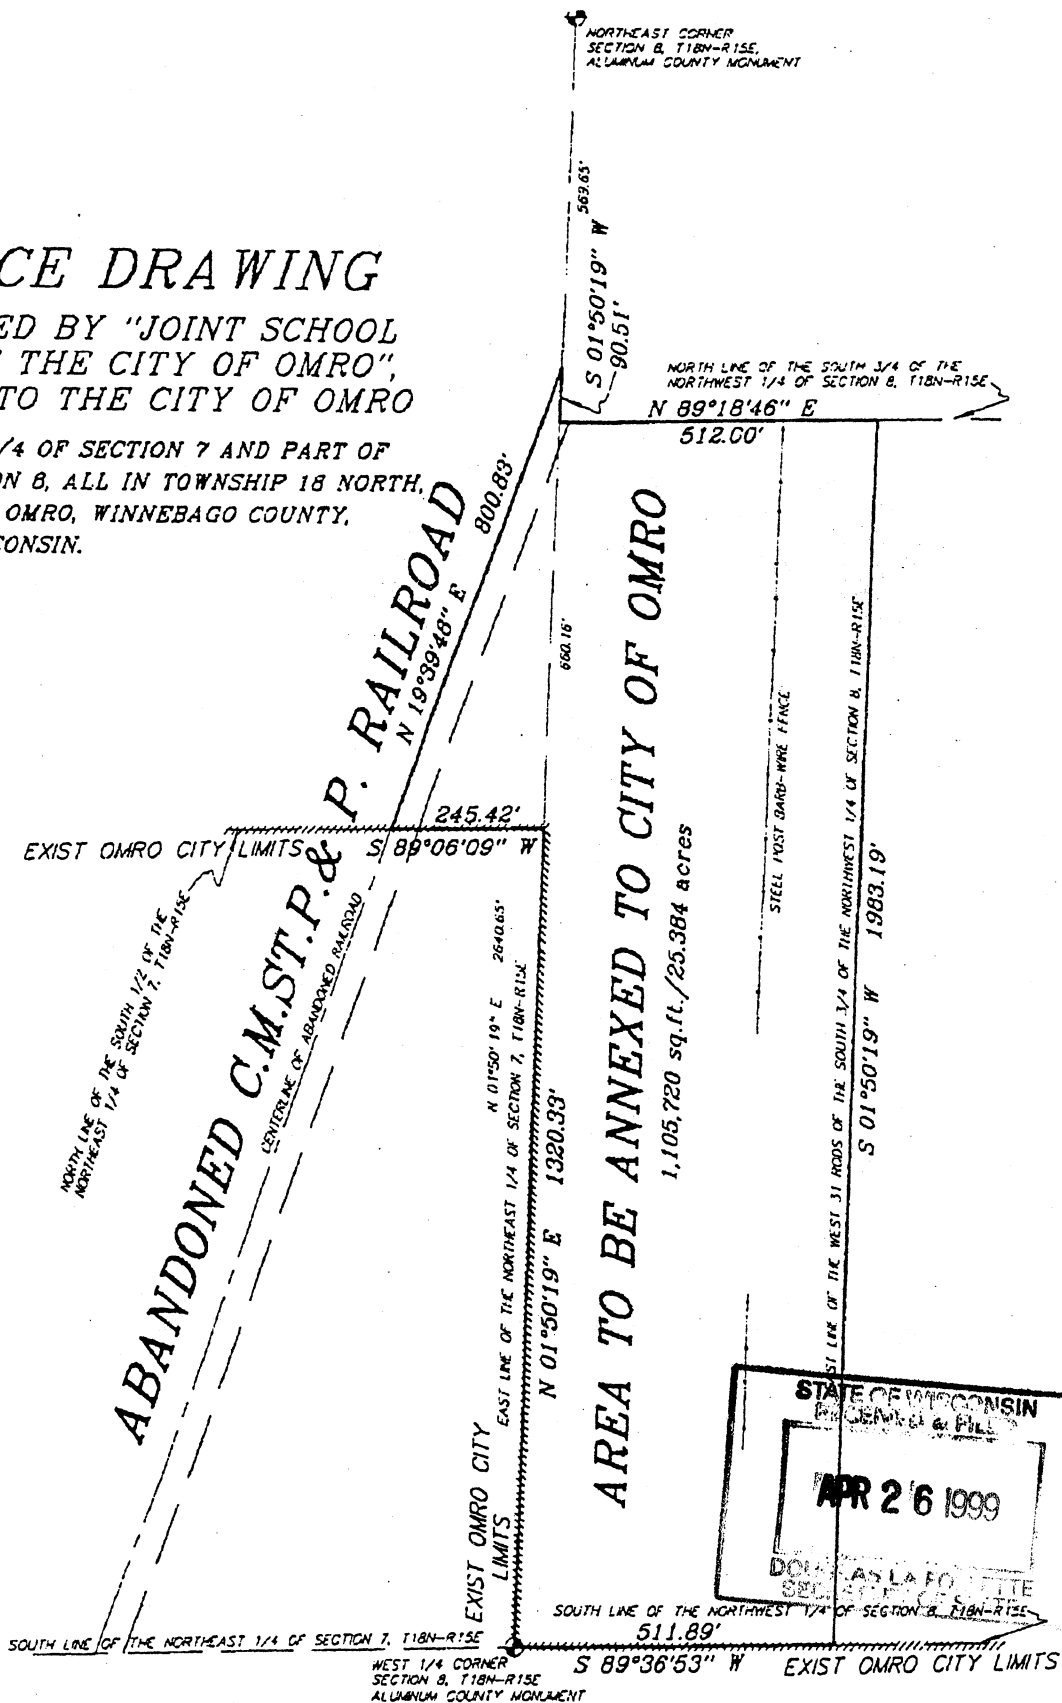 NORTHEAST CORNER
SECTION 8, T18N-R15E,
ALUMINUM COUNTY MONUMENT
569.65'
S 01°50'19" W
90.51'
CE DRAWING
ED BY "JOINT SCHOOL
THE CITY OF OMRO",
TO THE CITY OF OMRO
/4 OF SECTION 7 AND PART OF
N 8, ALL IN TOWNSHIP 18 NORTH,
OMRO, WINNEBAGO COUNTY,
CONSIN.
NORTH LINE OF THE SOUTH 3/4 OF THE
NORTHWEST 1/4 OF SECTION 8, T18N-R15E
N 89°18'46" E
512.00'
800.83'
N 19°39'48" E
ABANDONED C.M.ST.P.& P. RAILROAD
CENTERLINE OF ABANDONED RAILROAD
660.16'
245.42'
S 89°06'09" W
EXIST OMRO CITY LIMITS
NORTH LINE OF THE SOUTH 1/2 OF THE
NORTHEAST 1/4 OF SECTION 7, T18N-R15E
AREA TO BE ANNEXED TO CITY OF OMRO
1,105,720 sq.ft./25.384 acres
STEEL POST BARB-WIRE FENCE
ST LINE OF THE WEST 31 RODS OF THE SOUTH 3/4 OF THE NORTHWEST 1/4 OF SECTION 8, T18N-R15E
S 01°50'19" W 1983.19'
N 01°50'19" E 2640.65'
EAST LINE OF THE NORTHEAST 1/4 OF SECTION 7, T18N-R15E
N 01°50'19" E 1320.33'
EXIST OMRO CITY
LIMITS
STATE OF WISCONSIN
RECEIVED & FILED
APR 26 1999
DOUGLAS LA FOLLETTE
SECRETARY OF STATE
SOUTH LINE OF THE NORTHWEST 1/4 OF SECTION 8, T18N-R15E
511.89'
S 89°36'53" W
EXIST OMRO CITY LIMITS
SOUTH LINE OF THE NORTHEAST 1/4 OF SECTION 7, T18N-R15E
WEST 1/4 CORNER
SECTION 8, T18N-R15E
ALUMINUM COUNTY MONUMENT